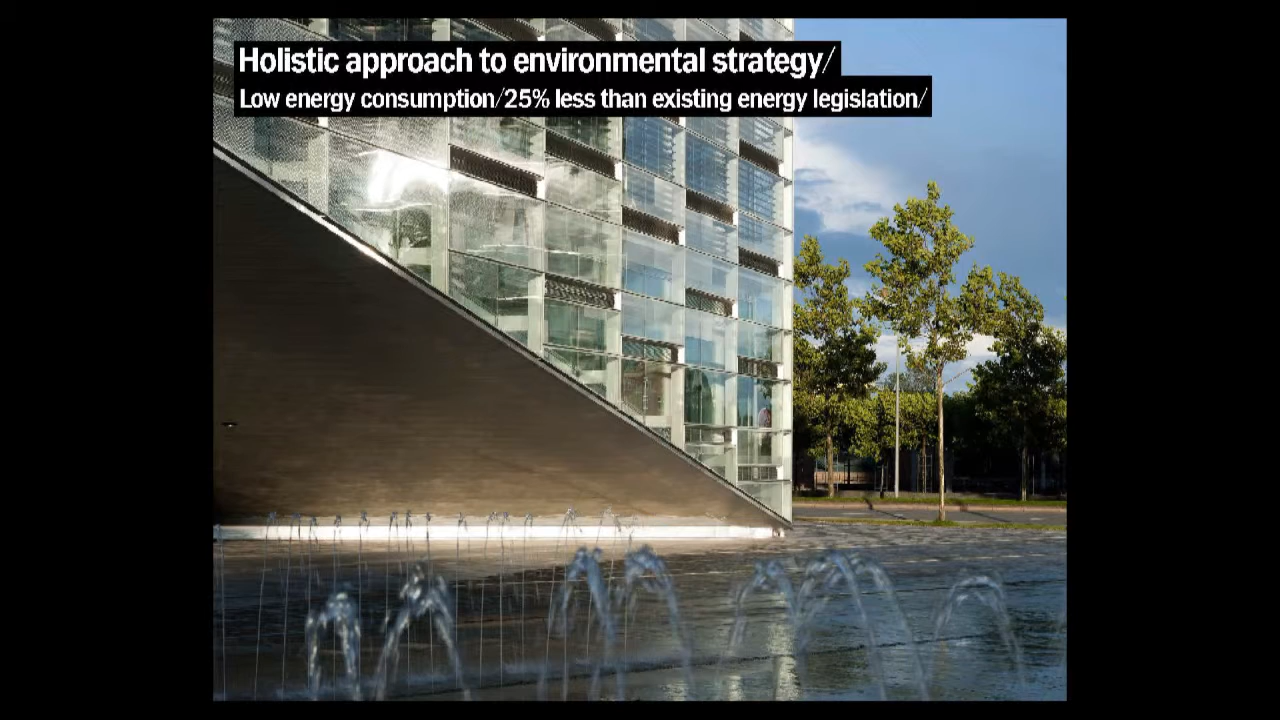 Holistic approach to environmental strategy/
Low energy consumption/25% less than existing energy legislation/